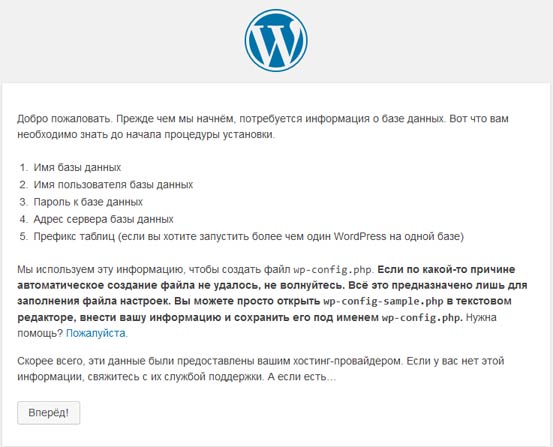 Добро пожаловать. Прежде чем мы начнём, потребуется информация о базе данных. Вот что вам
необходимо знать до начала процедуры установки.
1. Имя базы данных
2. Имя пользователя базы данных
3. Пароль к базе данных
4. Адрес сервера базы данных
5. Префикс таблиц (если вы хотите запустить более чем один WordPress на одной базе)
Мы используем эту информацию, чтобы создать файл wp-config.php. Если по какой-то причине
автоматическое создание файла не удалось, не волнуйтесь. Всё это предназначено лишь для
заполнения файла настроек. Вы можете просто открыть wp-config-sample.php в текстовом
редакторе, внести вашу информацию и сохранить его под именем wp-config.php. Нужна
помощь? Пожалуйста.
Скорее всего, эти данные были предоставлены вашим хостинг-провайдером. Если у вас нет этой
информации, свяжитесь с их службой поддержки. А если есть…
Вперёд!